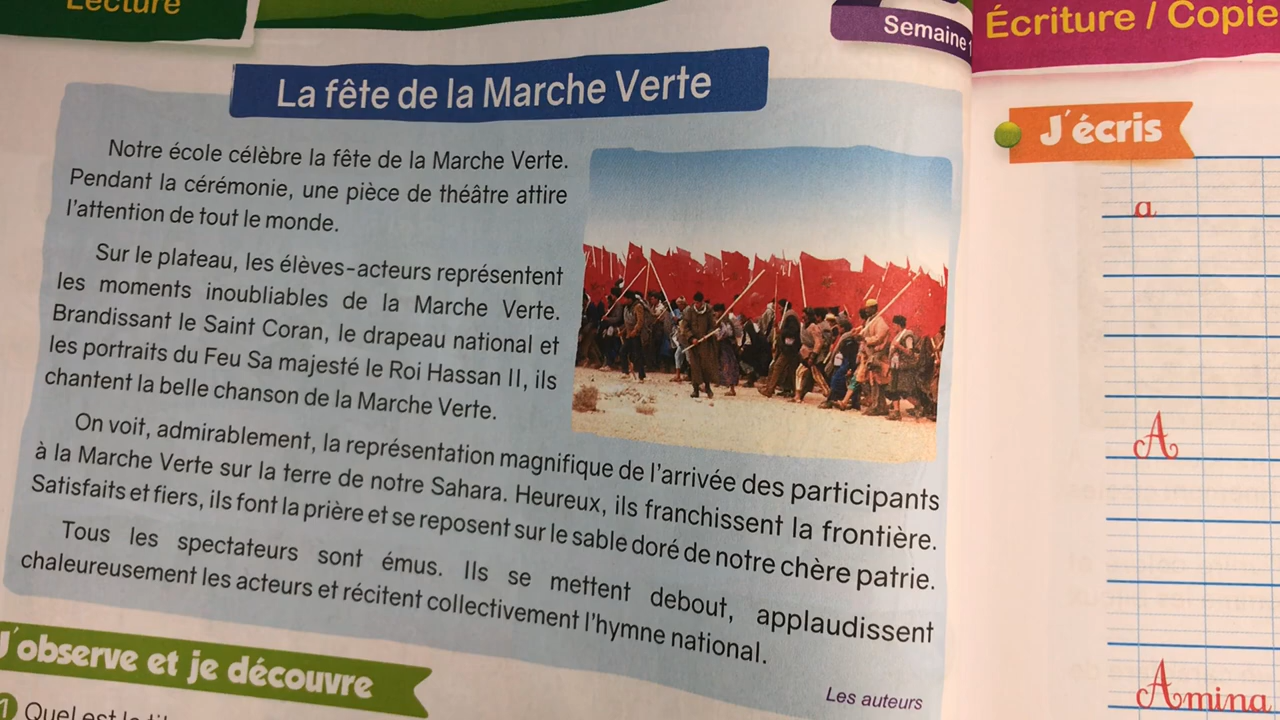 Lecture
Semaine 1
La fête de la Marche Verte
Notre école célèbre la fête de la Marche Verte.
Pendant la cérémonie, une pièce de théâtre attire
l'attention de tout le monde.
Sur le plateau, les élèves-acteurs représentent
les moments inoubliables de la Marche Verte.
Brandissant le Saint Coran, le drapeau national et
les portraits du Feu Sa majesté le Roi Hassan II, ils
chantent la belle chanson de la Marche Verte.
On voit, admirablement, la représentation magnifique de l'arrivée des participants
à la Marche Verte sur la terre de notre Sahara. Heureux, ils franchissent la frontière.
Satisfaits et fiers, ils font la prière et se reposent sur le sable doré de notre chère patrie.
Tous les spectateurs sont émus. Ils se mettent debout, applaudissent
chaleureusement les acteurs et récitent collectivement l'hymne national.
Les auteurs
J'observe et je découvre
1 Quel est le
Écriture / Copie
J'écris
a
A
Amina